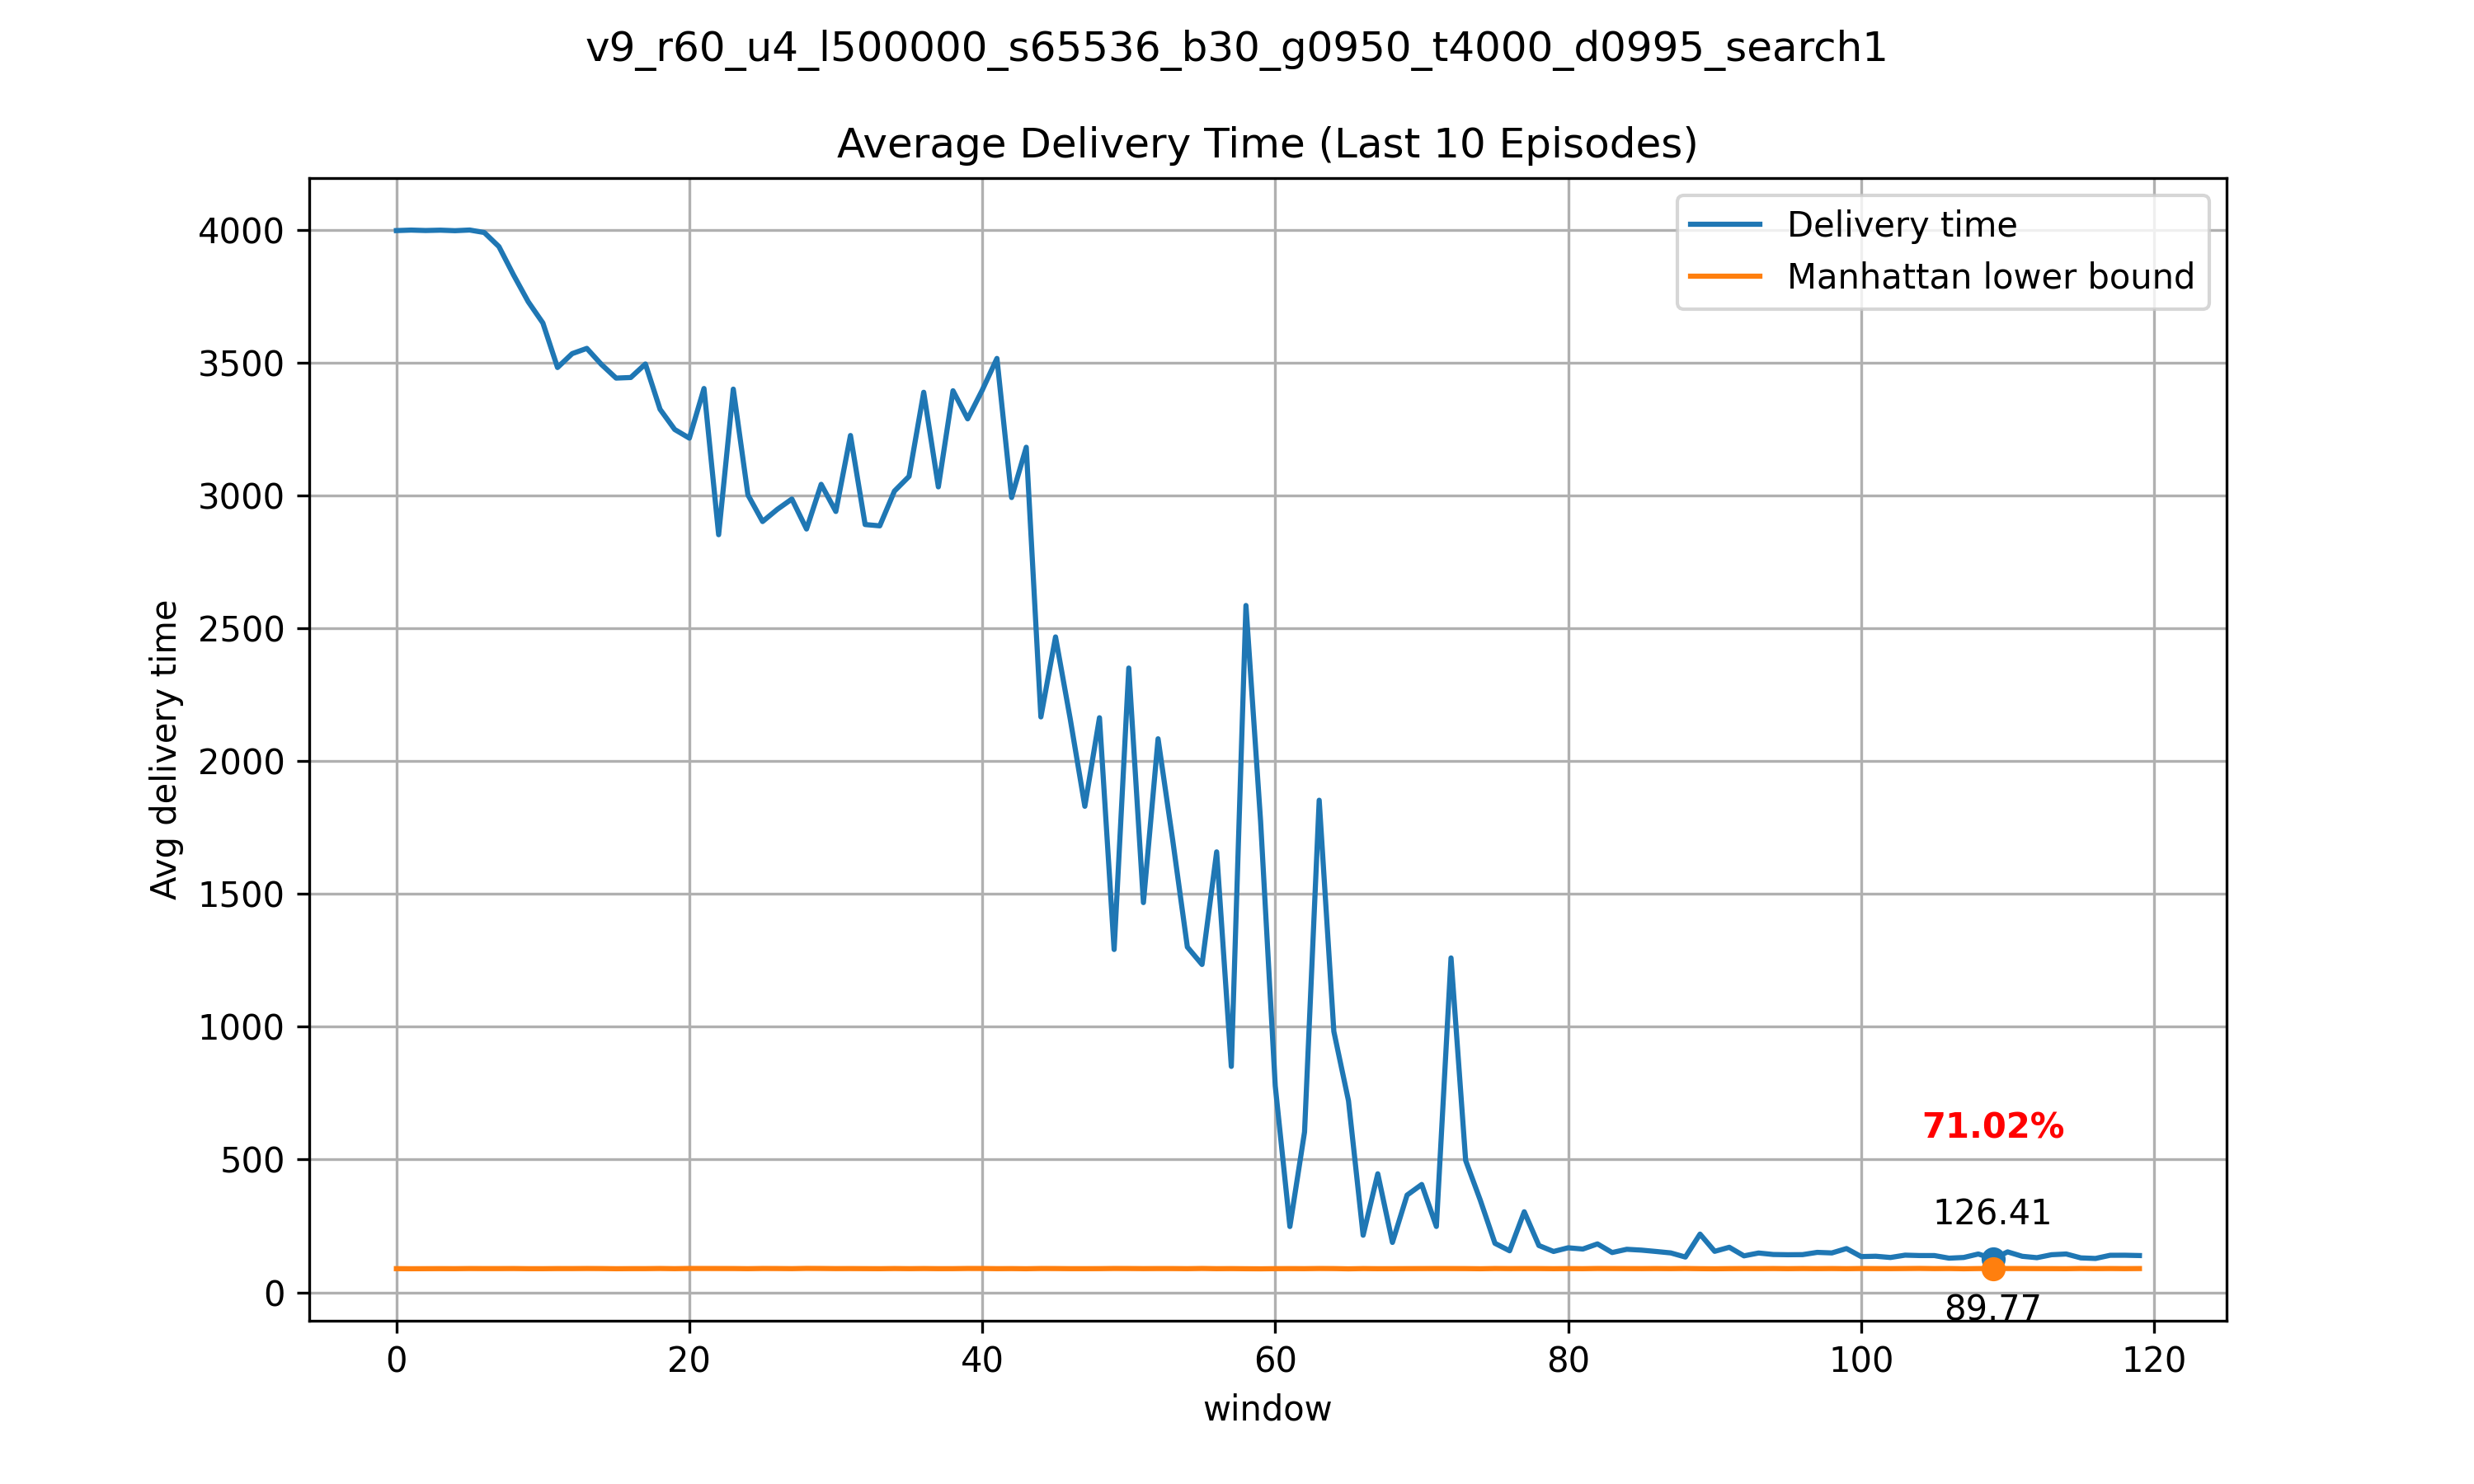 v9_r60_u4_l500000_s65536_b30_g0950_t4000_d0995_search1
Average Delivery Time (Last 10 Episodes)
Delivery time
Manhattan lower bound
Avg delivery time
4000
3500
3000
2500
2000
1500
1000
500
0
71.02%
126.41
89.77
0 20 40 60 80 100 120
window